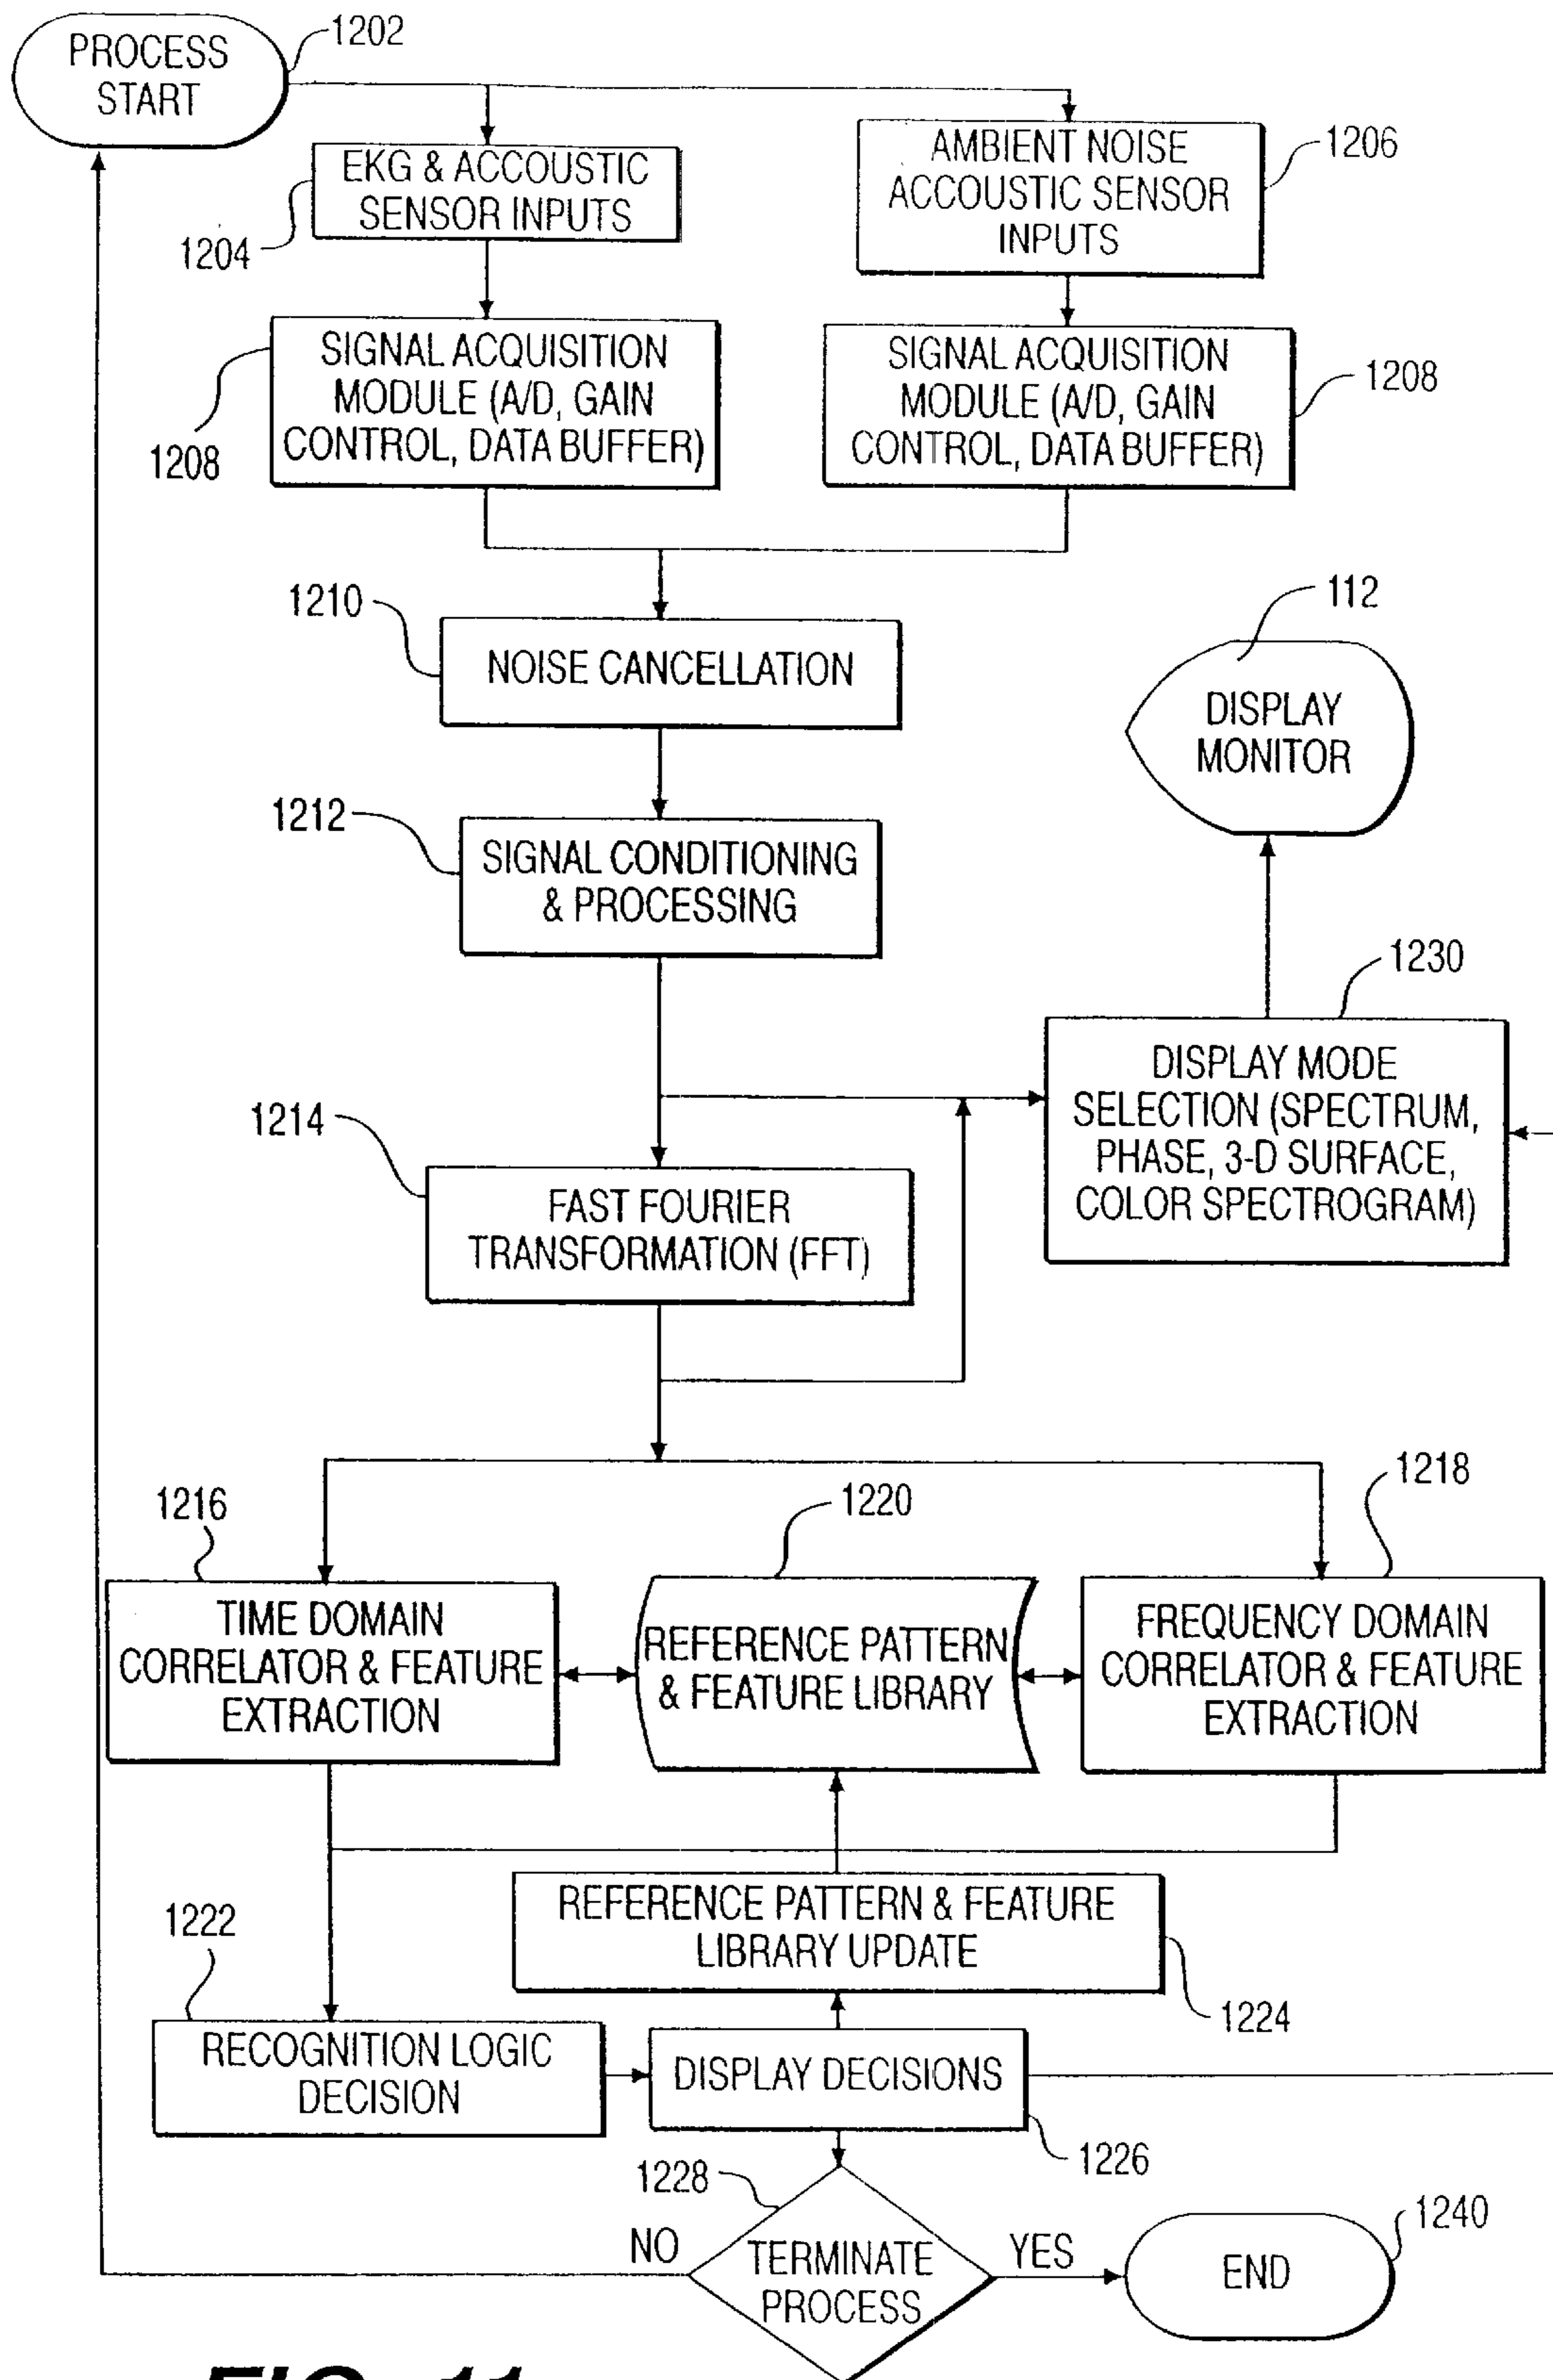 PROCESS
START
1202
EKG & ACCOUSTIC
SENSOR INPUTS
1204
AMBIENT NOISE
ACCOUSTIC SENSOR
INPUTS
1206
SIGNAL ACQUISITION
MODULE (A/D, GAIN
CONTROL, DATA BUFFER)
1208
SIGNAL ACQUISITION
MODULE (A/D, GAIN
CONTROL, DATA BUFFER)
1208
1210
NOISE CANCELLATION
112
DISPLAY
MONITOR
1212
SIGNAL CONDITIONING
& PROCESSING
1230
DISPLAY MODE
SELECTION (SPECTRUM,
PHASE, 3-D SURFACE,
COLOR SPECTROGRAM)
1214
FAST FOURIER
TRANSFORMATION (FFT)
1216
TIME DOMAIN
CORRELATOR & FEATURE
EXTRACTION
1220
REFERENCE PATTERN
& FEATURE LIBRARY
1218
FREQUENCY DOMAIN
CORRELATOR & FEATURE
EXTRACTION
REFERENCE PATTERN & FEATURE
LIBRARY UPDATE
1224
1222
RECOGNITION LOGIC
DECISION
DISPLAY DECISIONS
1226
1228
NO
TERMINATE
PROCESS
YES
END
1240
FIG. 11